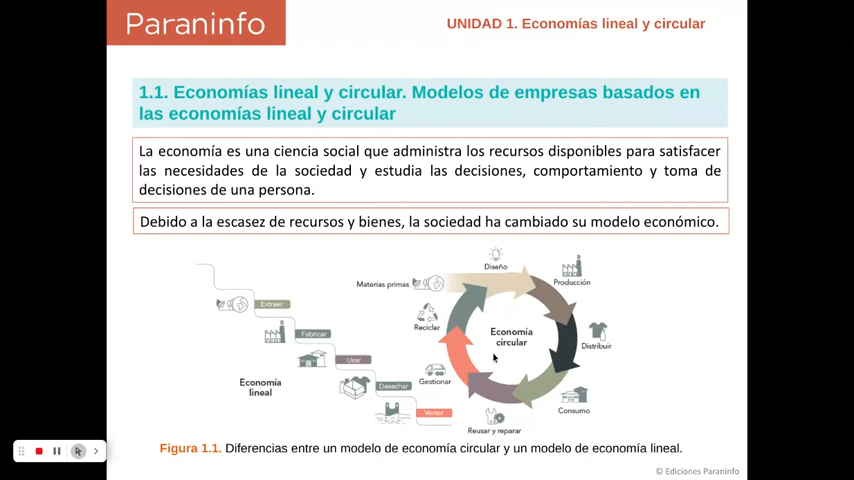 Paraninfo
UNIDAD 1. Economías lineal y circular
1.1. Economías lineal y circular. Modelos de empresas basados en
las economías lineal y circular
La economía es una ciencia social que administra los recursos disponibles para satisfacer
las necesidades de la sociedad y estudia las decisiones, comportamiento y toma de
decisiones de una persona.
Debido a la escasez de recursos y bienes, la sociedad ha cambiado su modelo económico.
Extraer
Fabricar
Usar
Desechar
Verter
Economía
lineal
Materias primas
Diseño
Producción
Distribuir
Consumo
Reusar y reparar
Gestionar
Reciclar
Economía
circular
Figura 1.1. Diferencias entre un modelo de economía circular y un modelo de economía lineal.
© Ediciones Paraninfo